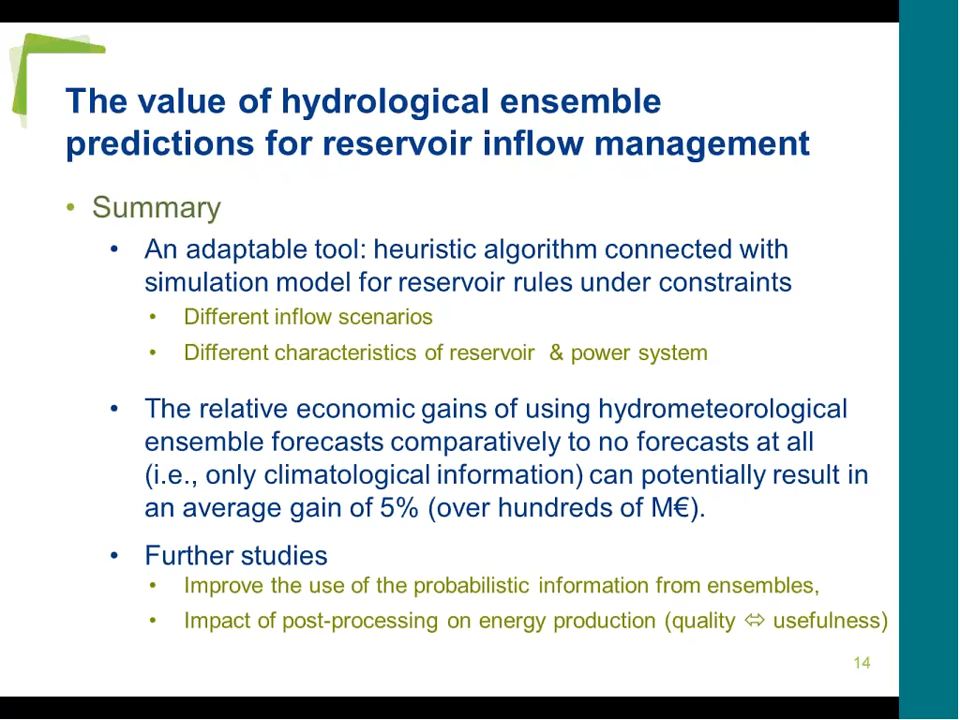 The value of hydrological ensemble
predictions for reservoir inflow management
• Summary
• An adaptable tool: heuristic algorithm connected with
simulation model for reservoir rules under constraints
• Different inflow scenarios
• Different characteristics of reservoir & power system
• The relative economic gains of using hydrometeorological
ensemble forecasts comparatively to no forecasts at all
(i.e., only climatological information) can potentially result in
an average gain of 5% (over hundreds of M€).
• Further studies
• Improve the use of the probabilistic information from ensembles,
• Impact of post-processing on energy production (quality ⬄ usefulness)
14